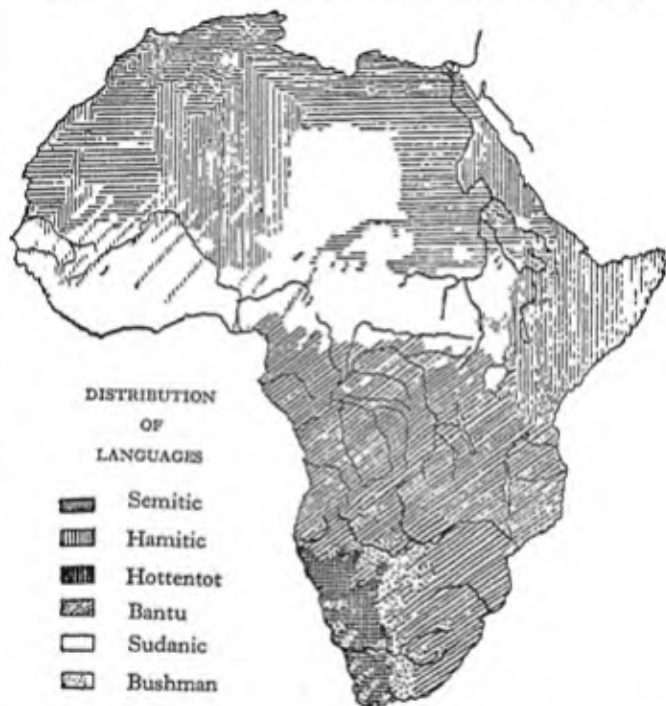 DISTRIBUTION
OF
LANGUAGES
Semitic
Hamitic
Hottentot
Bantu
Sudanic
Bushman